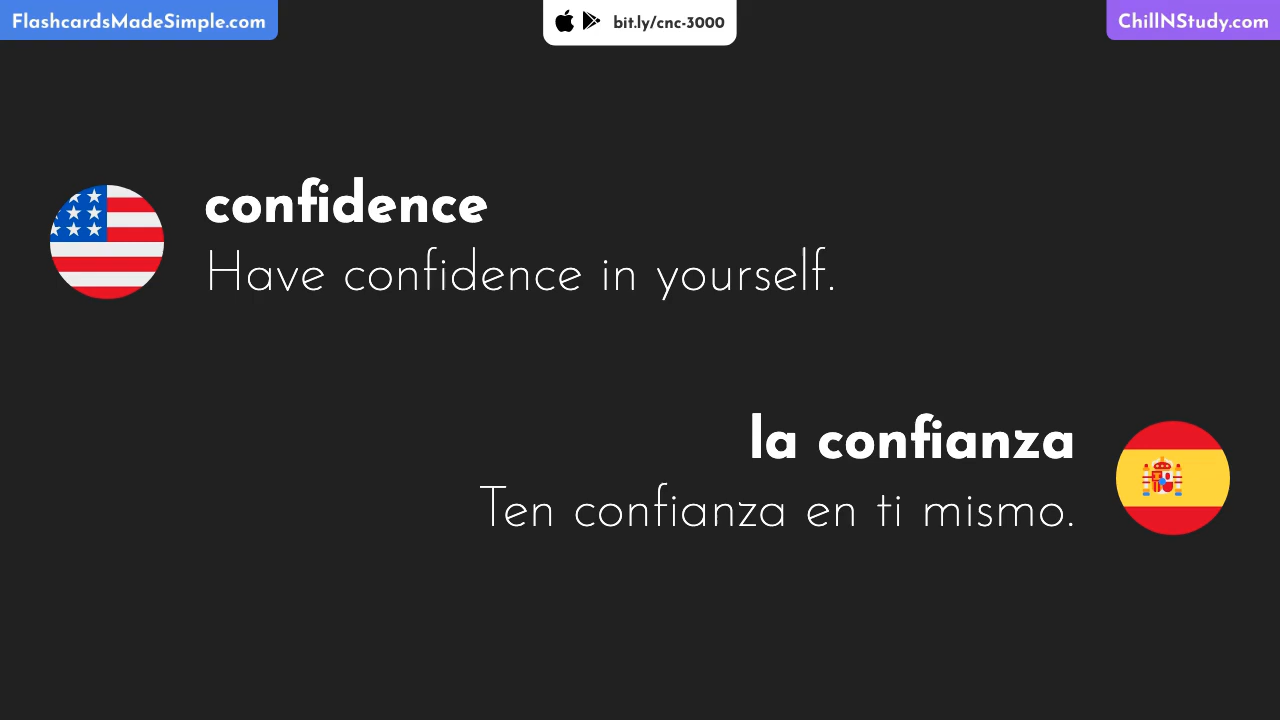 FlashcardsMadeSimple.com
bit.ly/cnc-3000
ChillNStudy.com
confidence
Have confidence in yourself.
la confianza
Ten confianza en ti mismo.